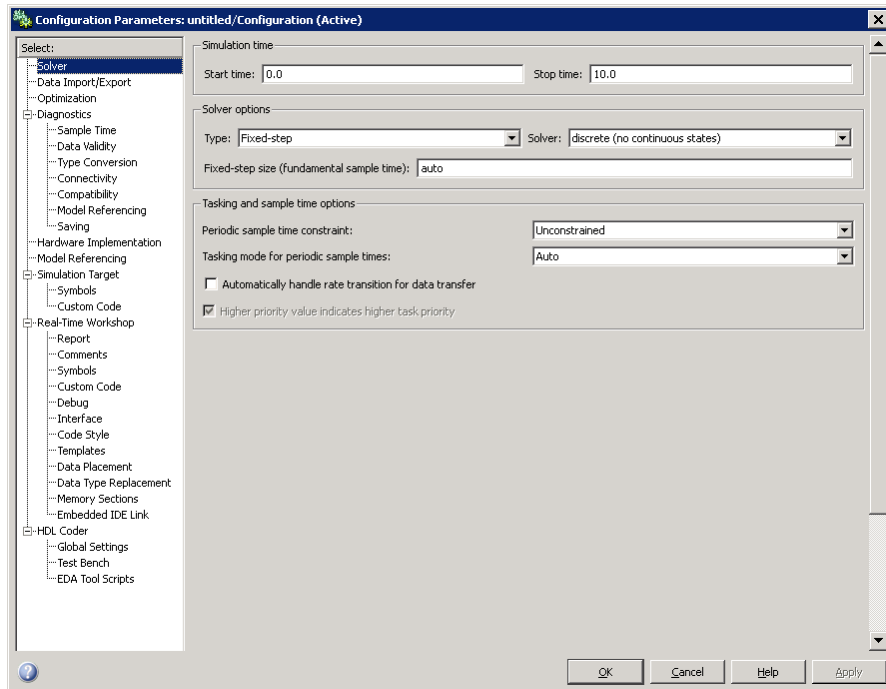 Configuration Parameters: untitled/Configuration (Active)
Select:
Solver
Data Import/Export
Optimization
Diagnostics
Sample Time
Data Validity
Type Conversion
Connectivity
Compatibility
Model Referencing
Saving
Hardware Implementation
Model Referencing
Simulation Target
Symbols
Custom Code
Real-Time Workshop
Report
Comments
Symbols
Custom Code
Debug
Interface
Code Style
Templates
Data Placement
Data Type Replacement
Memory Sections
Embedded IDE Link
HDL Coder
Global Settings
Test Bench
EDA Tool Scripts
Simulation time
Start time: 0.0 Stop time: 10.0
Solver options
Type: Fixed-step Solver: discrete (no continuous states)
Fixed-step size (fundamental sample time): auto
Tasking and sample time options
Periodic sample time constraint: Unconstrained
Tasking mode for periodic sample times: Auto
Automatically handle rate transition for data transfer
Higher priority value indicates higher task priority
OK Cancel Help Apply